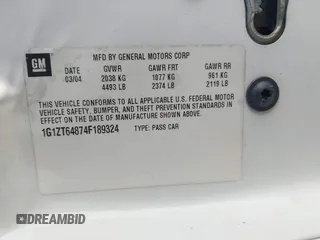 GM
MFD BY GENERAL MOTORS CORP
DATE GVWR GAWR FRT GAWR RR
03/04 2038 KG 1077 KG 961 KG
4493 LB 2374 LB 2119 LB
THIS VEHICLE CONFORMS TO ALL APPLICABLE U.S. FEDERAL MOTOR
VEHICLE SAFETY, BUMPER, AND THEFT PREVENTION STANDARDS IN
EFFECT ON THE DATE OF MANUFACTURE SHOWN ABOVE.
1G1ZT64874F189324 TYPE: PASS CAR